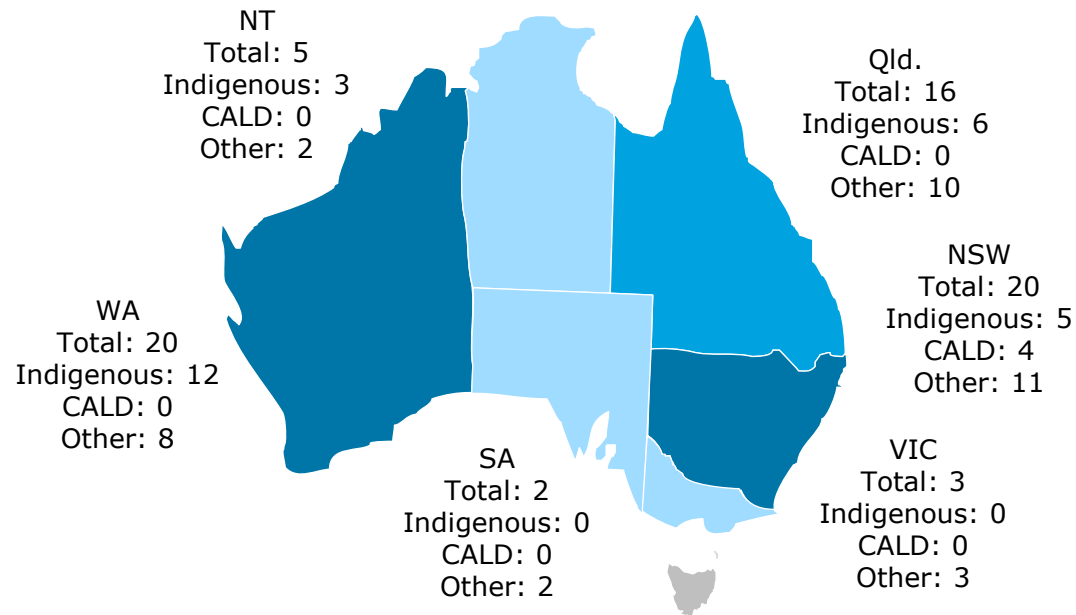 NT
Total: 5
Indigenous: 3
CALD: 0
Other: 2
Qld.
Total: 16
Indigenous: 6
CALD: 0
Other: 10
NSW
Total: 20
Indigenous: 5
CALD: 4
Other: 11
WA
Total: 20
Indigenous: 12
CALD: 0
Other: 8
SA
Total: 2
Indigenous: 0
CALD: 0
Other: 2
VIC
Total: 3
Indigenous: 0
CALD: 0
Other: 3